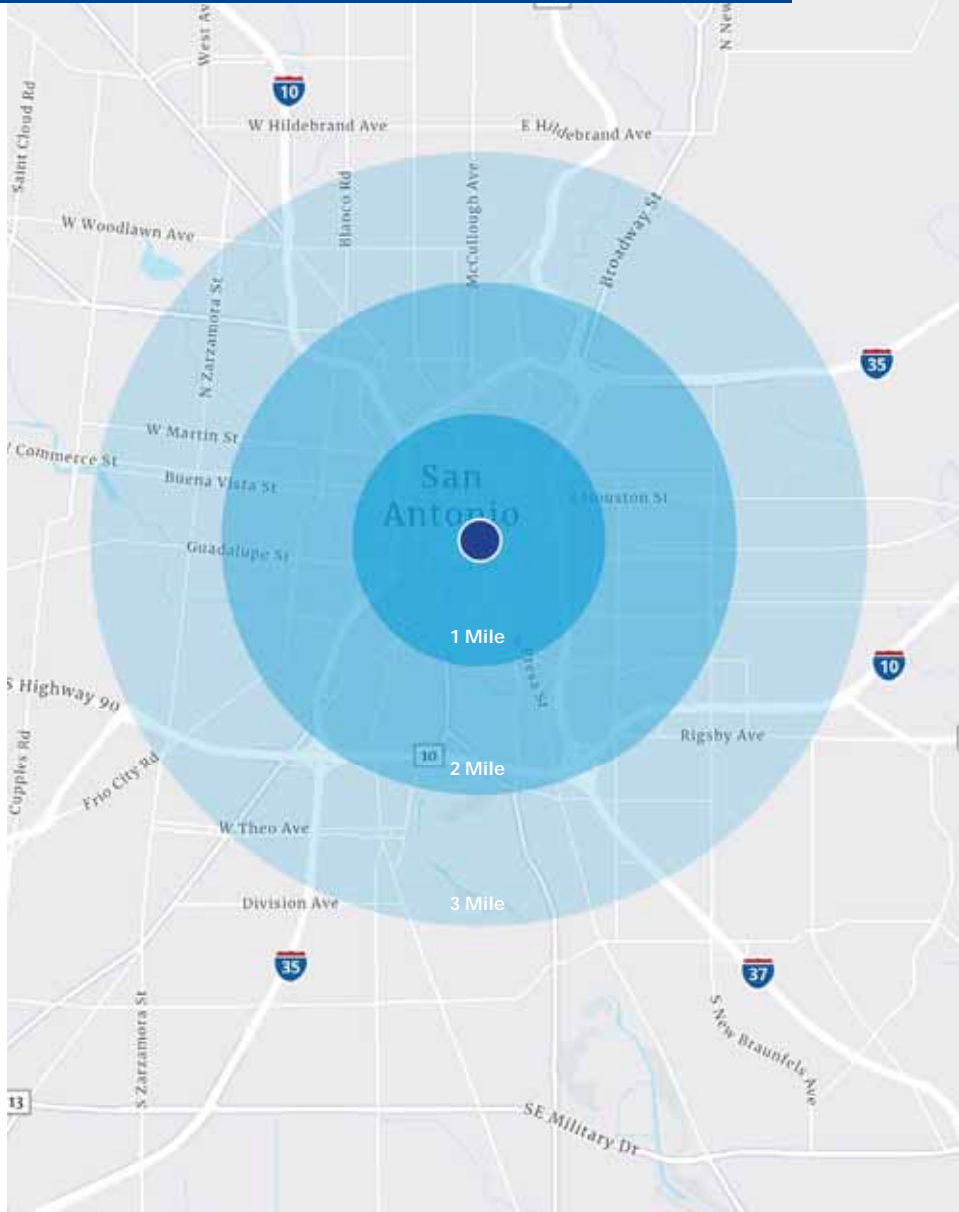 West Av
N New
10
W Hildebrand Ave
E Hildebrand Ave
Saint Cloud Rd
Blanco Rd
McCullough Ave
Broadway St
W Woodlawn Ave
N Zarzamora St
35
W Martin St
Commerce St
Buena Vista St
San
Antonio
Houston St
Guadalupe St
1 Mile
St
10
S Highway 90
Rigsby Ave
10
2 Mile
Cupples Rd
Frio City Rd
W Theo Ave
Division Ave
3 Mile
35
37
S Zarzamora St
S New Braunfels Ave
13
SE Military Dr